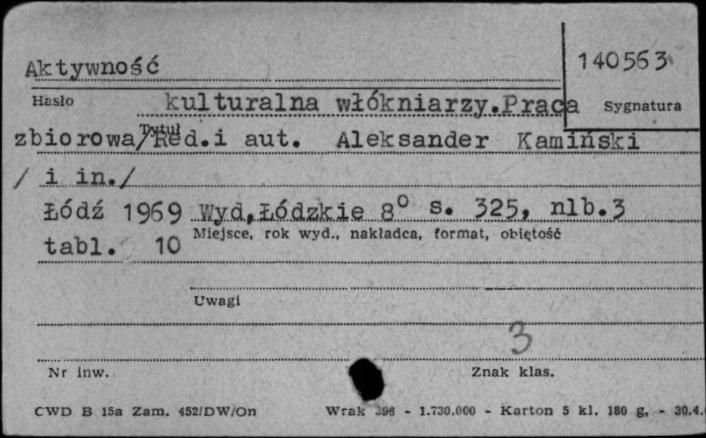 Aktywność
140563
Hasło
kulturalna włókniarzy.Praca
Sygnatura
zbiorowa/Red.i aut. Aleksander Kamiński
Tytuł
/ i in./
Łódź 1969 Wyd.Łódzkie 8° s. 325, nlb.3
Miejsce, rok wyd., nakładca, format, objętość
tabl. 10
Uwagi
3
Nr inw.
Znak klas.
CWD B 15a Zam. 452/DW/On
Wrak 396 - 1.730.000 - Karton 5 kl. 180 g, - 30.4.